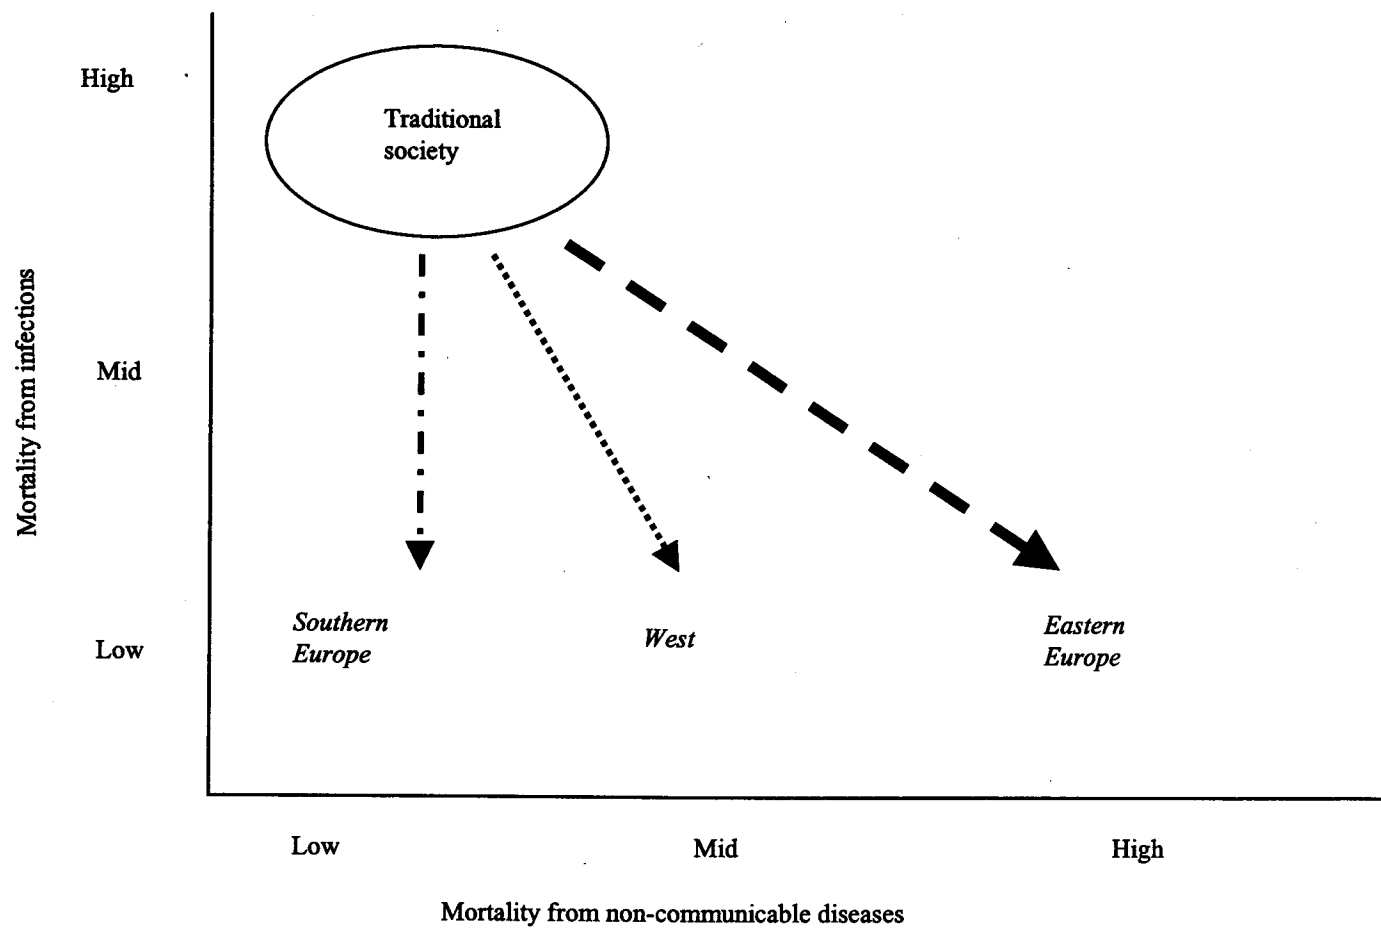 High
Traditional
society
Mortality from infections
Mid
Southern
Europe
West
Eastern
Europe
Low
Low
Mid
High
Mortality from non-communicable diseases